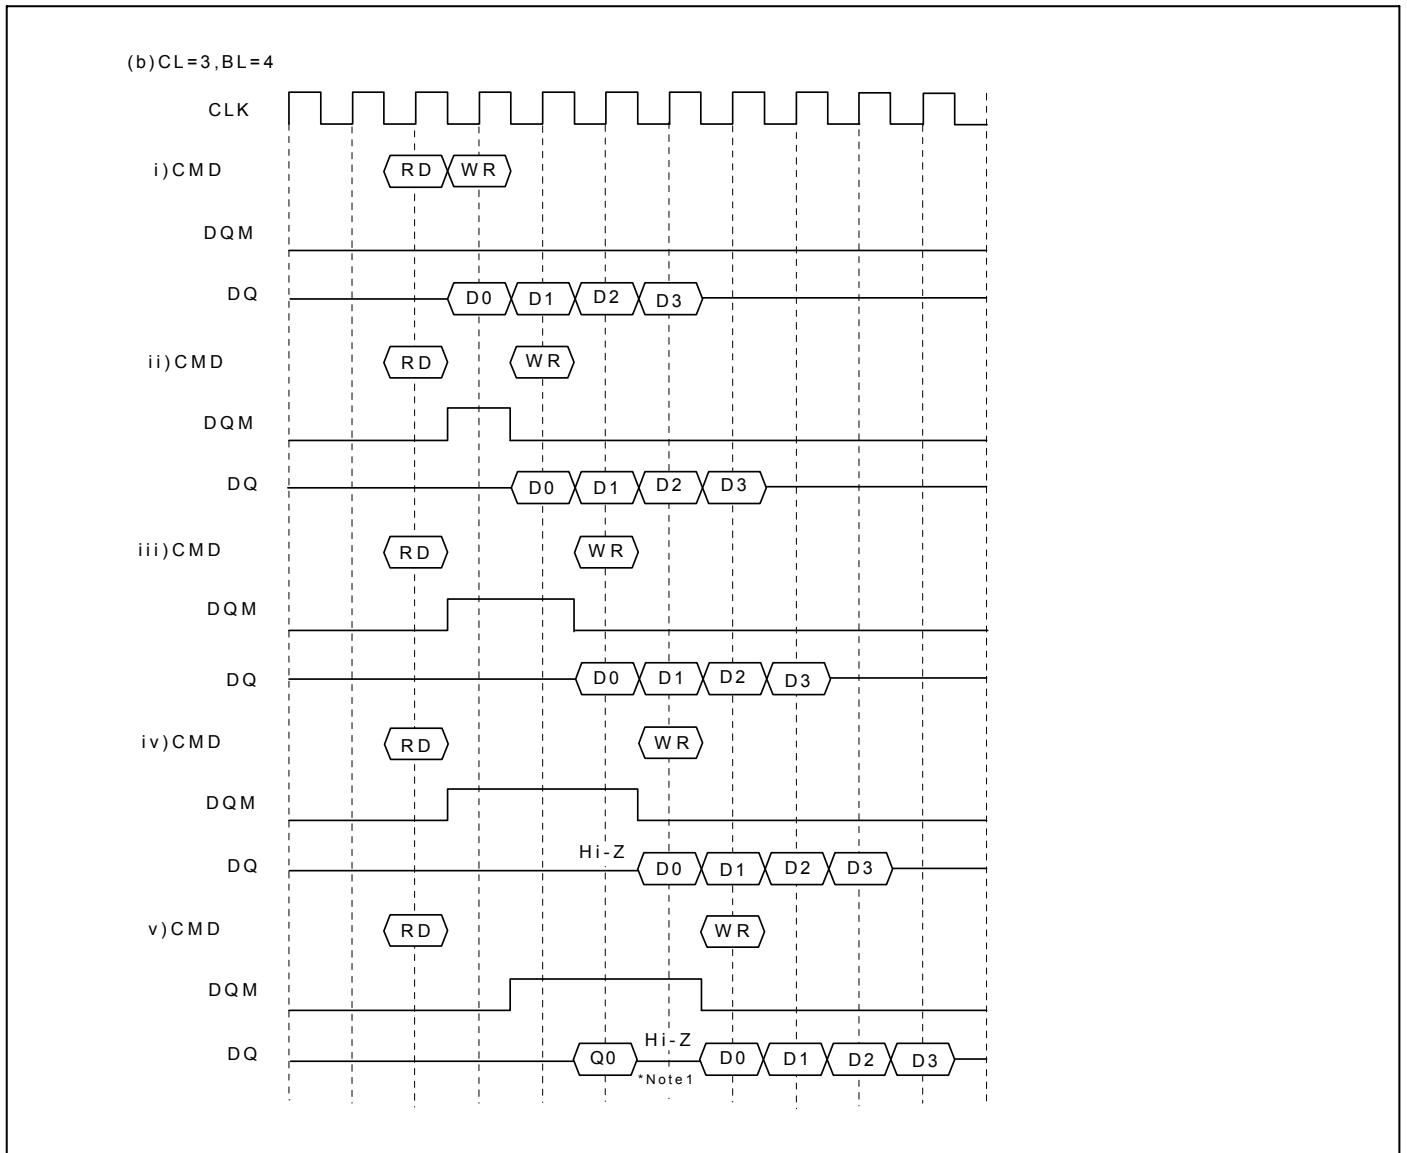 (b)CL=3,BL=4
CLK
i)CMD RD WR
DQM
DQ D0 D1 D2 D3
ii)CMD RD WR
DQM
DQ D0 D1 D2 D3
iii)CMD RD WR
DQM
DQ D0 D1 D2 D3
iv)CMD RD WR
DQM
DQ Hi-Z D0 D1 D2 D3
v)CMD RD WR
DQM
DQ Q0 Hi-Z D0 D1 D2 D3
*Note1